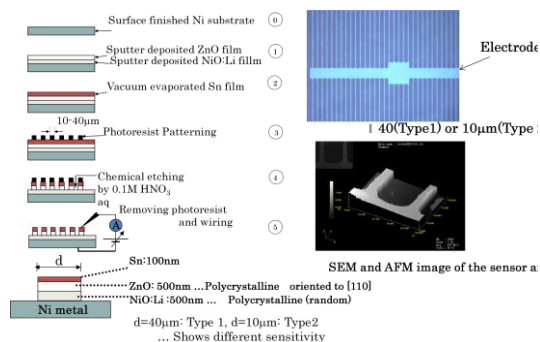 Surface finished Ni substrate
0
Sputter deposited ZnO film
Sputter deposited NiO:Li fillm
1
Vacuum evaporated Sn film
2
10-40μm
Photoresist Patterning
3
Chemical etching
by 0.1M HNO3
aq
4
Removing photoresist
and wiring
5
A
d
Sn:100nm
ZnO: 500nm ...Polycrystalline oriented to [110]
NiO:Li :500nm ... Polycrystalline (random)
Ni metal
d=40μm: Type 1, d=10μm: Type2
... Shows different sensitivity
Electrode
40(Type1) or 10μm(Type
SEM and AFM image of the sensor